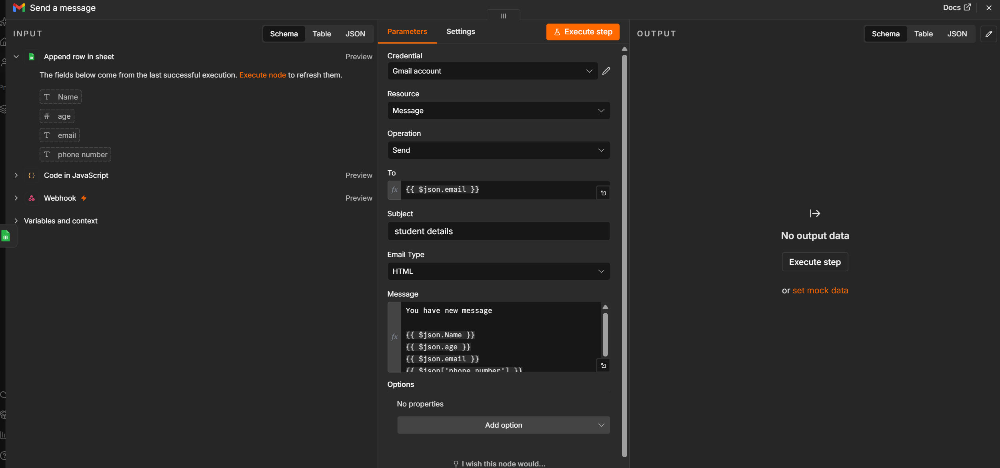 Send a message
Docs
INPUT
Schema Table JSON
Append row in sheet
Preview
The fields below come from the last successful execution. Execute node to refresh them.
T Name
# age
T email
T phone number
{} Code in JavaScript
Preview
Webhook
Preview
Variables and context
Parameters
Settings
Execute step
Credential
Gmail account
Resource
Message
Operation
Send
To
fx {{ $json.email }}
Subject
student details
Email Type
HTML
Message
fx
You have new message
{{ $json.Name }}
{{ $json.age }}
{{ $json.email }}
{{ $json['phone number'] }}
Options
No properties
Add option
I wish this node would...
OUTPUT
Schema Table JSON
No output data
Execute step
or set mock data
Pr